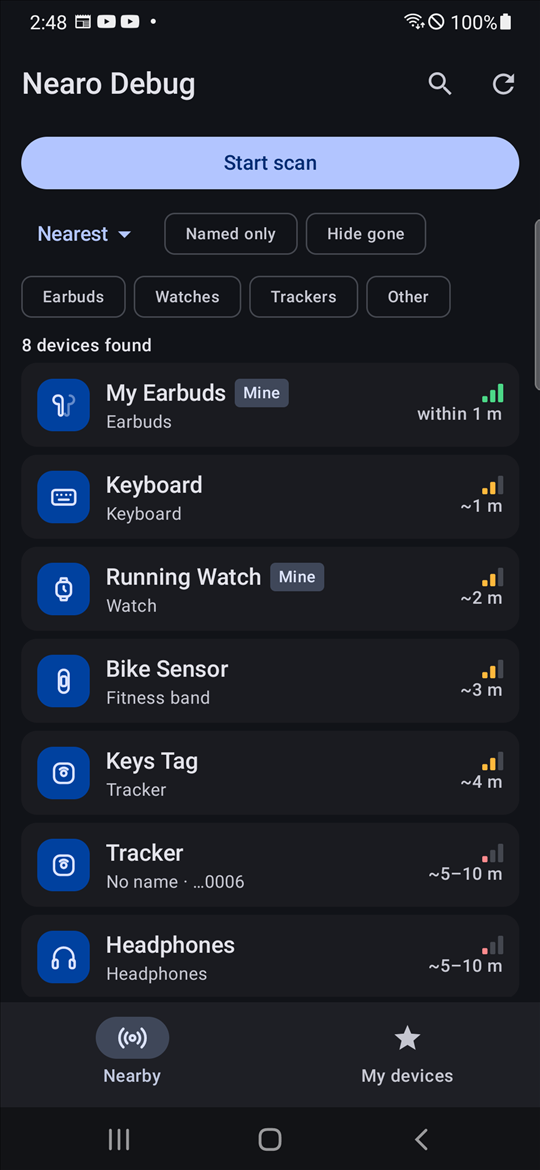 2:48 100%
Nearo Debug
Start scan
Nearest Named only Hide gone
Earbuds Watches Trackers Other
8 devices found
My Earbuds Mine
Earbuds within 1 m
Keyboard
Keyboard ~1 m
Running Watch Mine
Watch ~2 m
Bike Sensor
Fitness band ~3 m
Keys Tag
Tracker ~4 m
Tracker
No name · …0006 ~5–10 m
Headphones
Headphones ~5–10 m
Nearby My devices